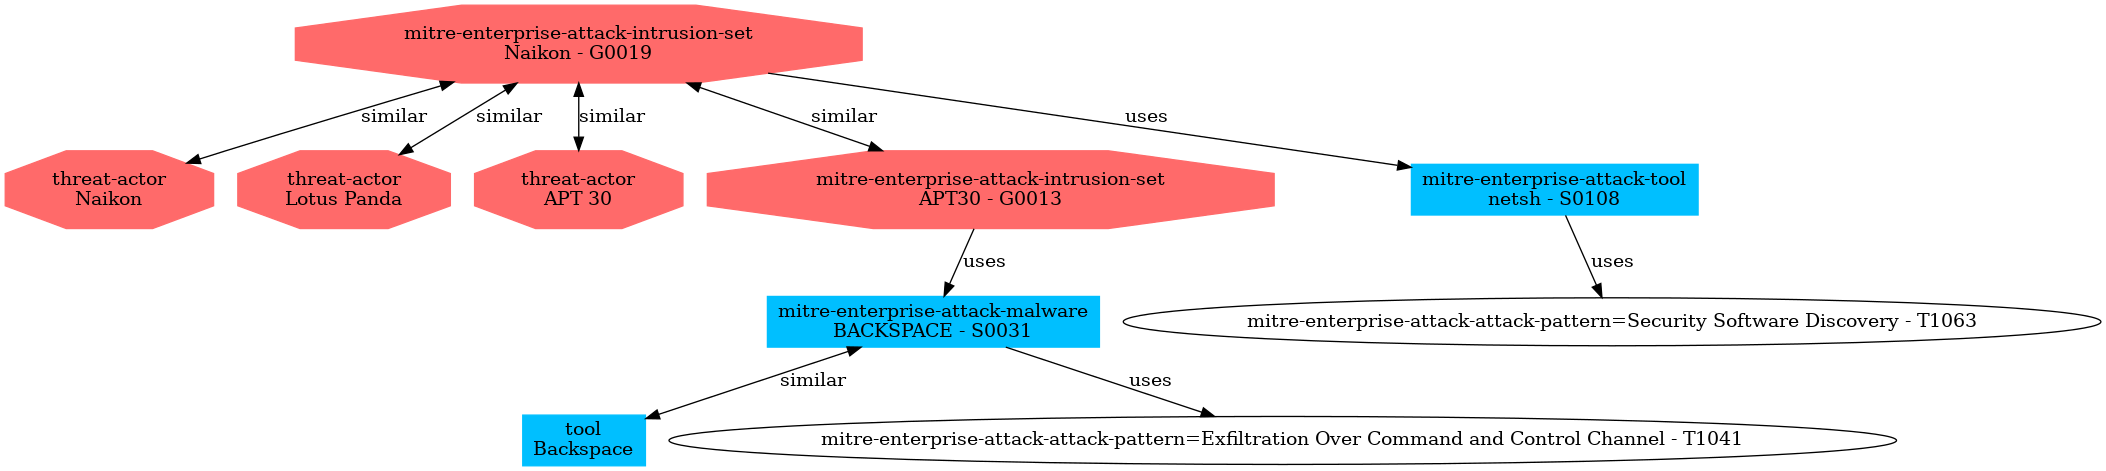 mitre-enterprise-attack-intrusion-set
Naikon - G0019
similar
similar
similar
similar
uses
threat-actor
Naikon
threat-actor
Lotus Panda
threat-actor
APT 30
mitre-enterprise-attack-intrusion-set
APT30 - G0013
mitre-enterprise-attack-tool
netsh - S0108
uses
uses
mitre-enterprise-attack-malware
BACKSPACE - S0031
mitre-enterprise-attack-attack-pattern=Security Software Discovery - T1063
similar
uses
tool
Backspace
mitre-enterprise-attack-attack-pattern=Exfiltration Over Command and Control Channel - T1041